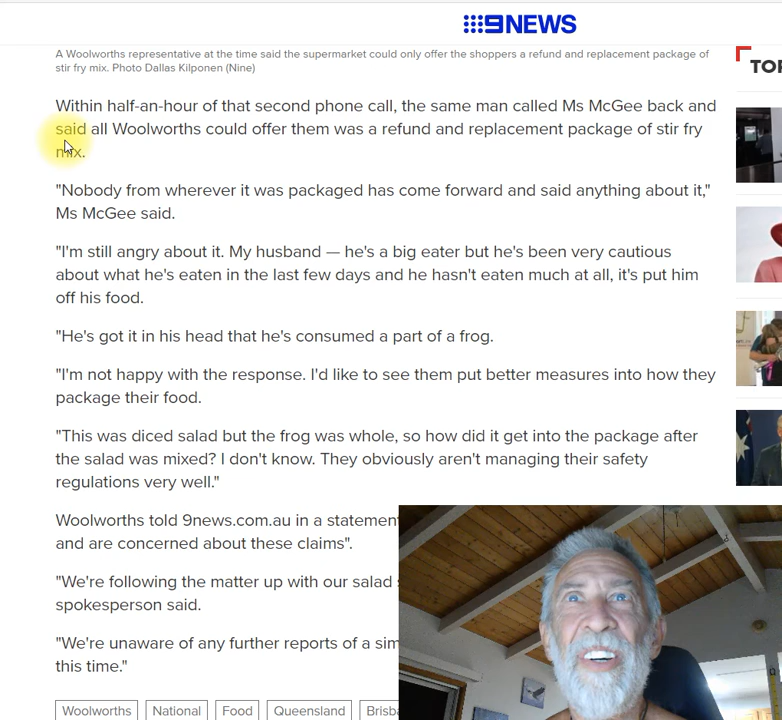 9NEWS
A Woolworths representative at the time said the supermarket could only offer the shoppers a refund and replacement package of
stir fry mix. Photo Dallas Kilponen (Nine)
TOP
Within half-an-hour of that second phone call, the same man called Ms McGee back and
said all Woolworths could offer them was a refund and replacement package of stir fry
mix.
"Nobody from wherever it was packaged has come forward and said anything about it,"
Ms McGee said.
"I'm still angry about it. My husband — he's a big eater but he's been very cautious
about what he's eaten in the last few days and he hasn't eaten much at all, it's put him
off his food.
"He's got it in his head that he's consumed a part of a frog.
"I'm not happy with the response. I'd like to see them put better measures into how they
package their food.
"This was diced salad but the frog was whole, so how did it get into the package after
the salad was mixed? I don't know. They obviously aren't managing their safety
regulations very well."
Woolworths told 9news.com.au in a statement
and are concerned about these claims".
"We're following the matter up with our salad
spokesperson said.
"We're unaware of any further reports of a sim
this time."
Woolworths National Food Queensland Brisba